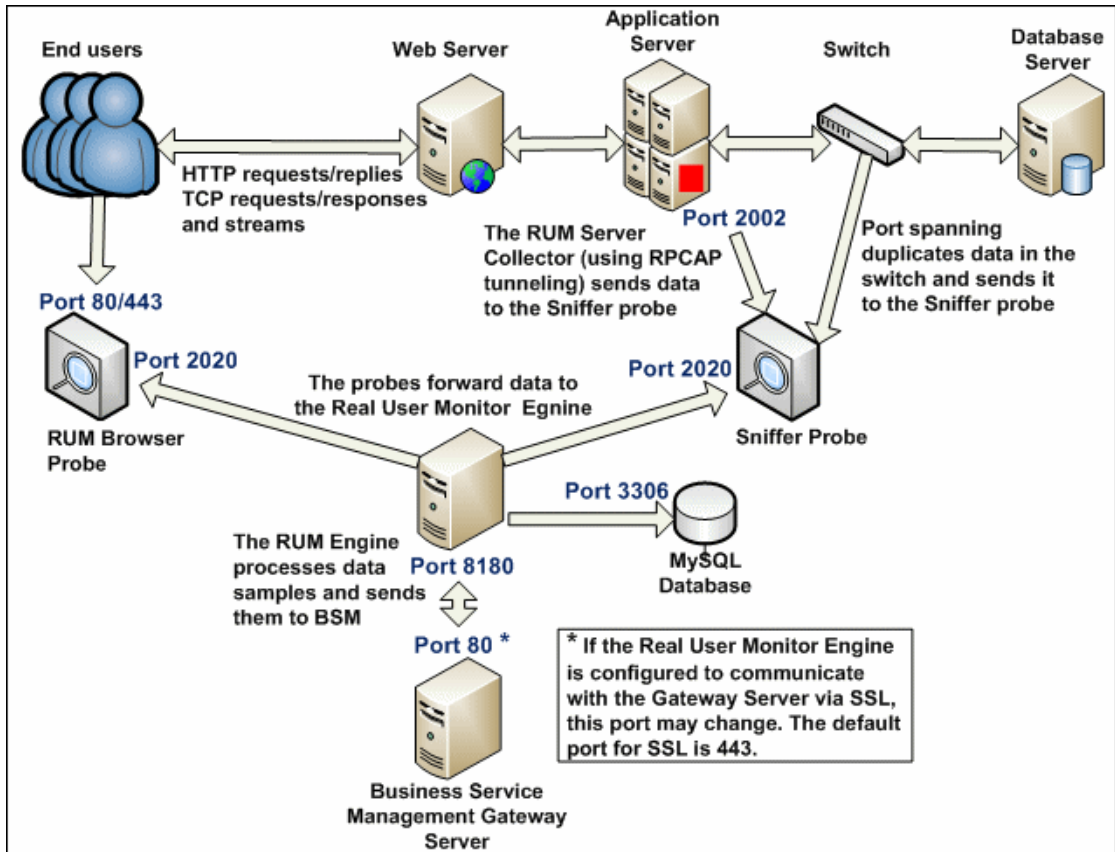 End users
Web Server
Application
Server
Switch
Database
Server
HTTP requests/replies
TCP requests/responses
and streams
Port 2002
The RUM Server
Collector (using RPCAP
tunneling) sends data
to the Sniffer probe
Port spanning
duplicates data in the
switch and sends it
to the Sniffer probe
Port 80/443
Port 2020
RUM Browser
Probe
The probes forward data to
the Real User Monitor Egnine
Port 2020
Sniffer Probe
Port 3306
MySQL
Database
The RUM Engine
processes data
samples and sends
them to BSM
Port 8180
Port 80 *
* If the Real User Monitor Engine
is configured to communicate
with the Gateway Server via SSL,
this port may change. The default
port for SSL is 443.
Business Service
Management Gateway
Server